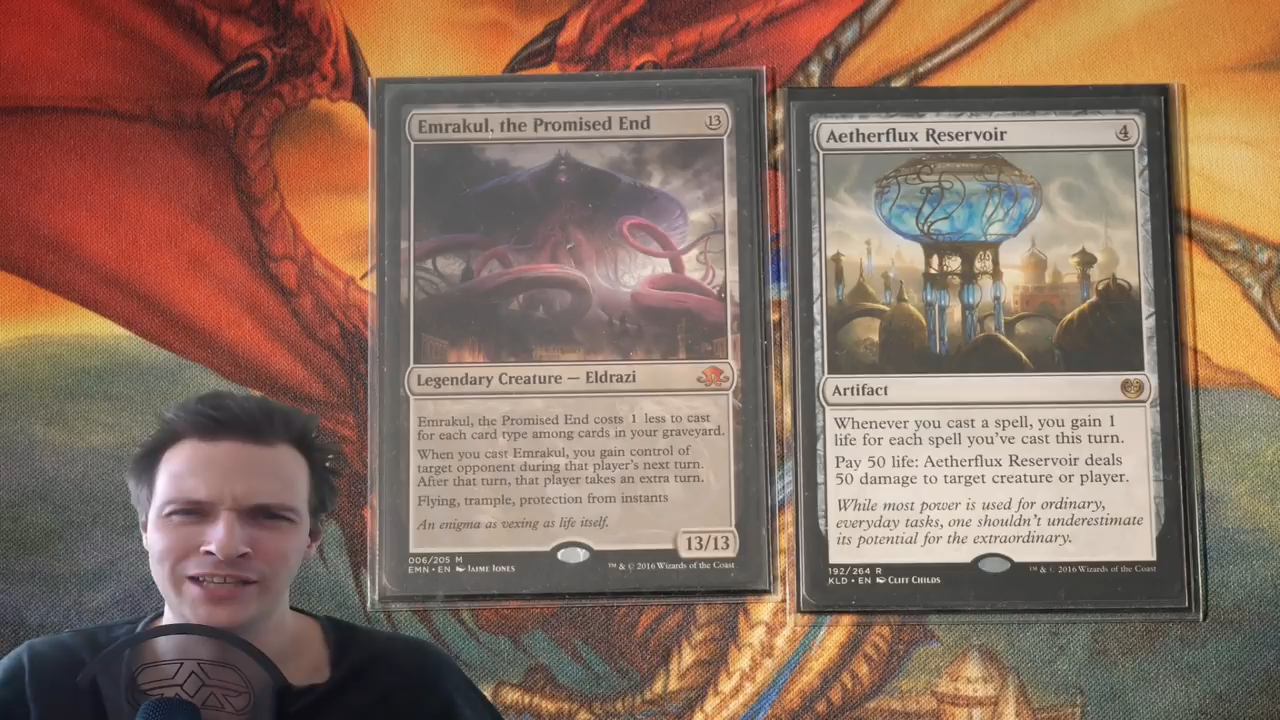 Emrakul, the Promised End 13
Legendary Creature — Eldrazi
Emrakul, the Promised End costs 1 less to cast
for each card type among cards in your graveyard.
When you cast Emrakul, you gain control of
target opponent during that player's next turn.
After that turn, that player takes an extra turn.
Flying, trample, protection from instants
An enigma as vexing as life itself.
13/13
006/205 M
EMN • EN JAIME JONES
™ & © 2016 Wizards of the Coast
Aetherflux Reservoir 4
Artifact
Whenever you cast a spell, you gain 1
life for each spell you've cast this turn.
Pay 50 life: Aetherflux Reservoir deals
50 damage to target creature or player.
While most power is used for ordinary,
everyday tasks, one shouldn't underestimate
its potential for the extraordinary.
192/264 R
KLD • EN CLIFF CHILDS
™ & © 2016 Wizards of the Coast